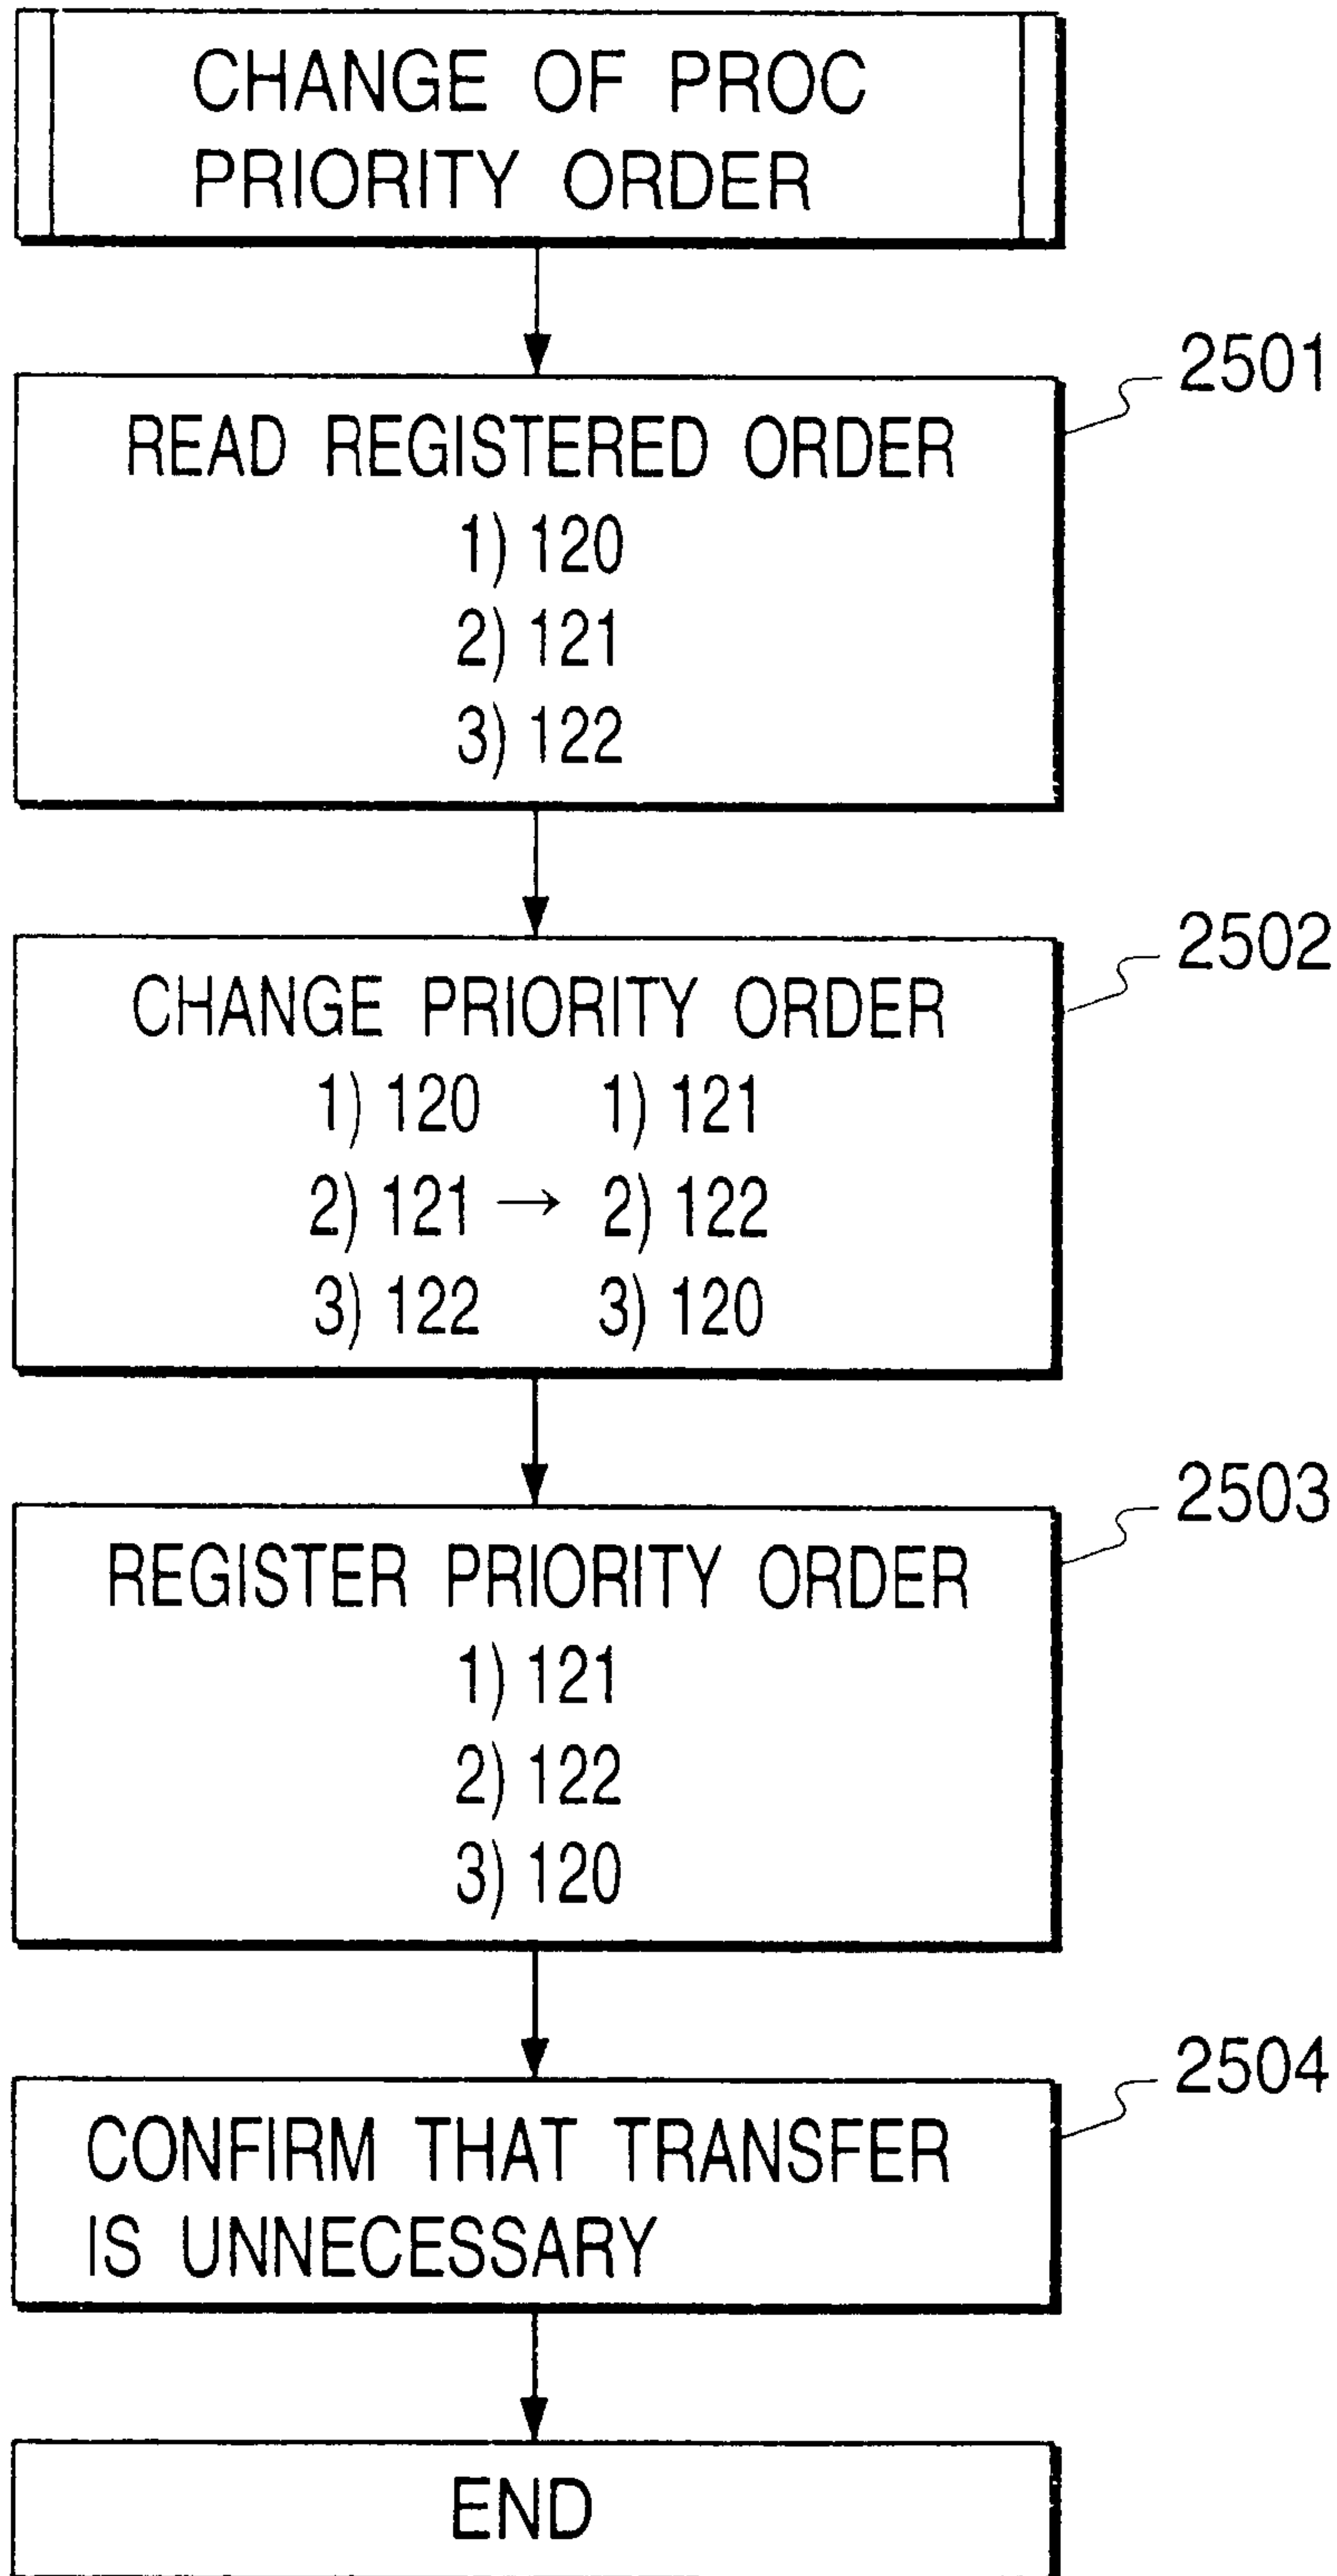 CHANGE OF PROC
PRIORITY ORDER
2501
READ REGISTERED ORDER
1) 120
2) 121
3) 122
2502
CHANGE PRIORITY ORDER
1) 120 1) 121
2) 121 → 2) 122
3) 122 3) 120
2503
REGISTER PRIORITY ORDER
1) 121
2) 122
3) 120
2504
CONFIRM THAT TRANSFER
IS UNNECESSARY
END